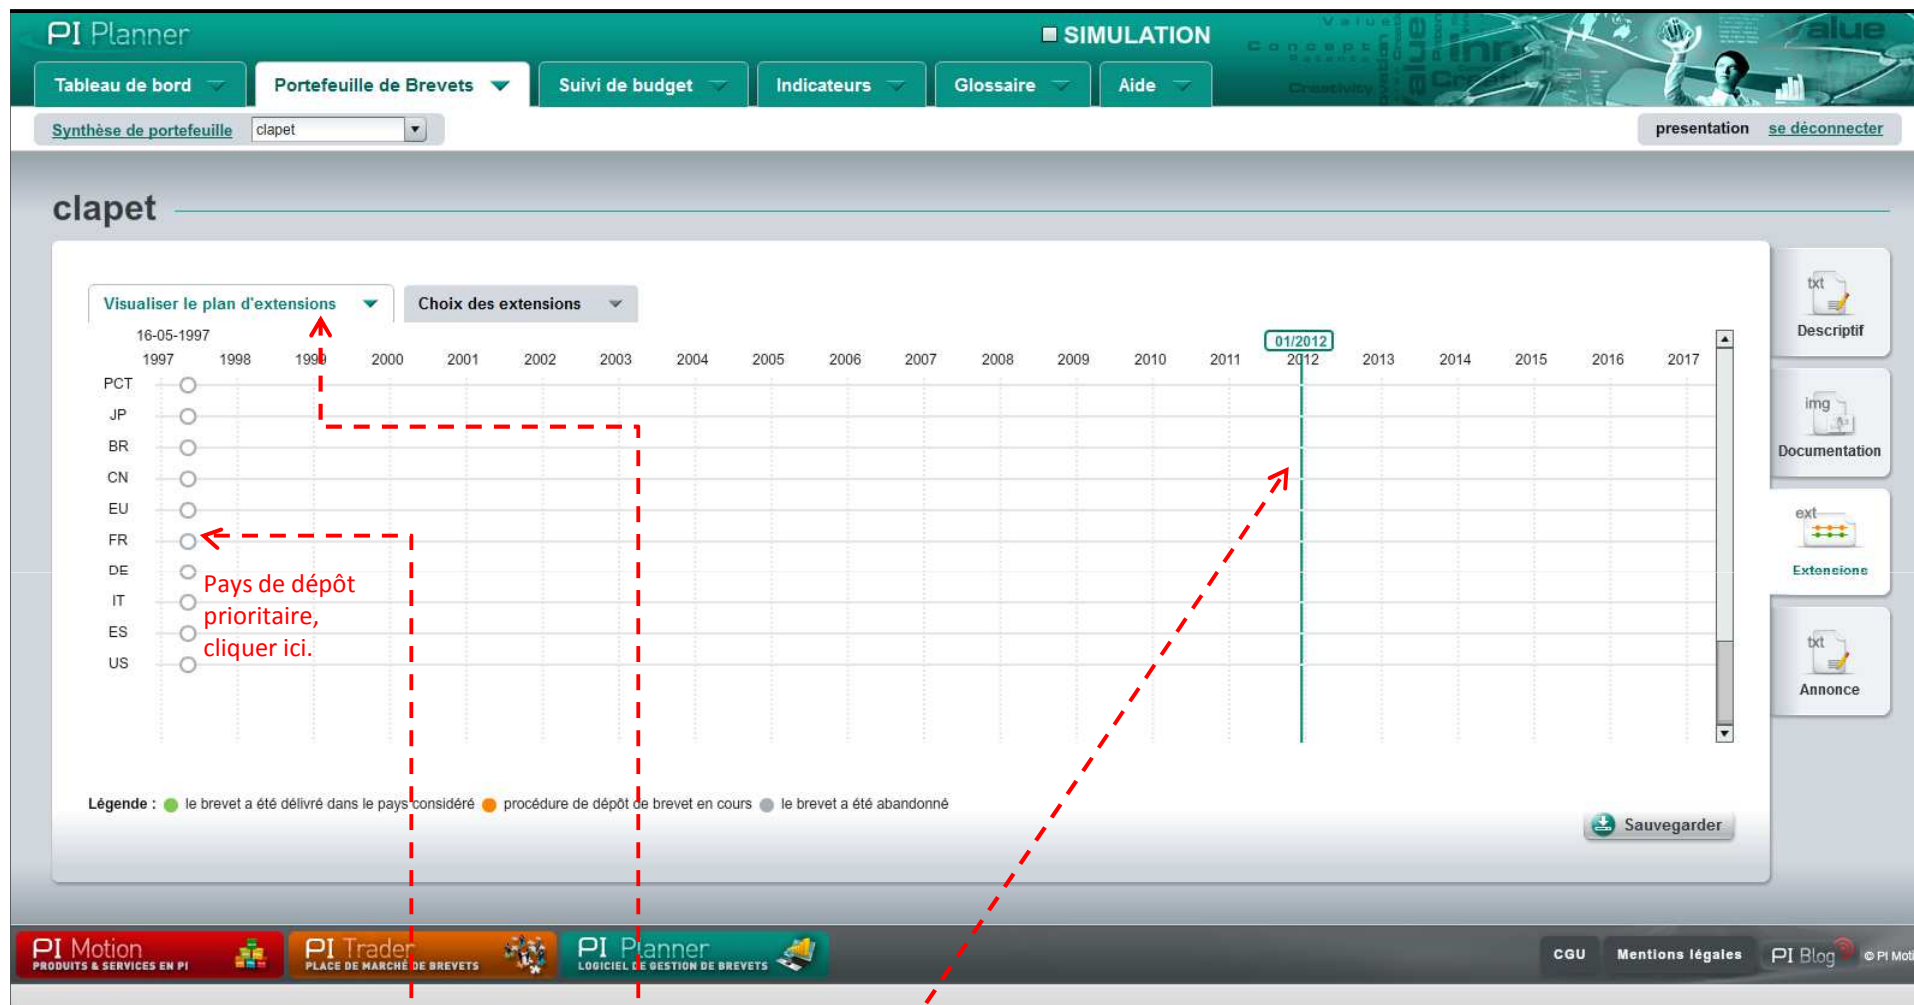 PI Planner
SIMULATION
Tableau de bord
Portefeuille de Brevets
Suivi de budget
Indicateurs
Glossaire
Aide
Synthèse de portefeuille
clapet
presentation
se déconnecter
clapet
Visualiser le plan d'extensions
Choix des extensions
16-05-1997
01/2012
1997 1998 1999 2000 2001 2002 2003 2004 2005 2006 2007 2008 2009 2010 2011 2012 2013 2014 2015 2016 2017
PCT
JP
BR
CN
EU
FR
DE
IT
ES
US
Pays de dépôt
prioritaire,
cliquer ici.
txt
Descriptif
img
Documentation
ext
Extensions
txt
Annonce
Légende : le brevet a été délivré dans le pays considéré procédure de dépôt de brevet en cours le brevet a été abandonné
Sauvegarder
PI Motion
PRODUITS & SERVICES EN PI
PI Trader
PLACE DE MARCHÉ DE BREVETS
PI Planner
LOGICIEL DE GESTION DE BREVETS
CGU
Mentions légales
PI Blog
© PI Moti